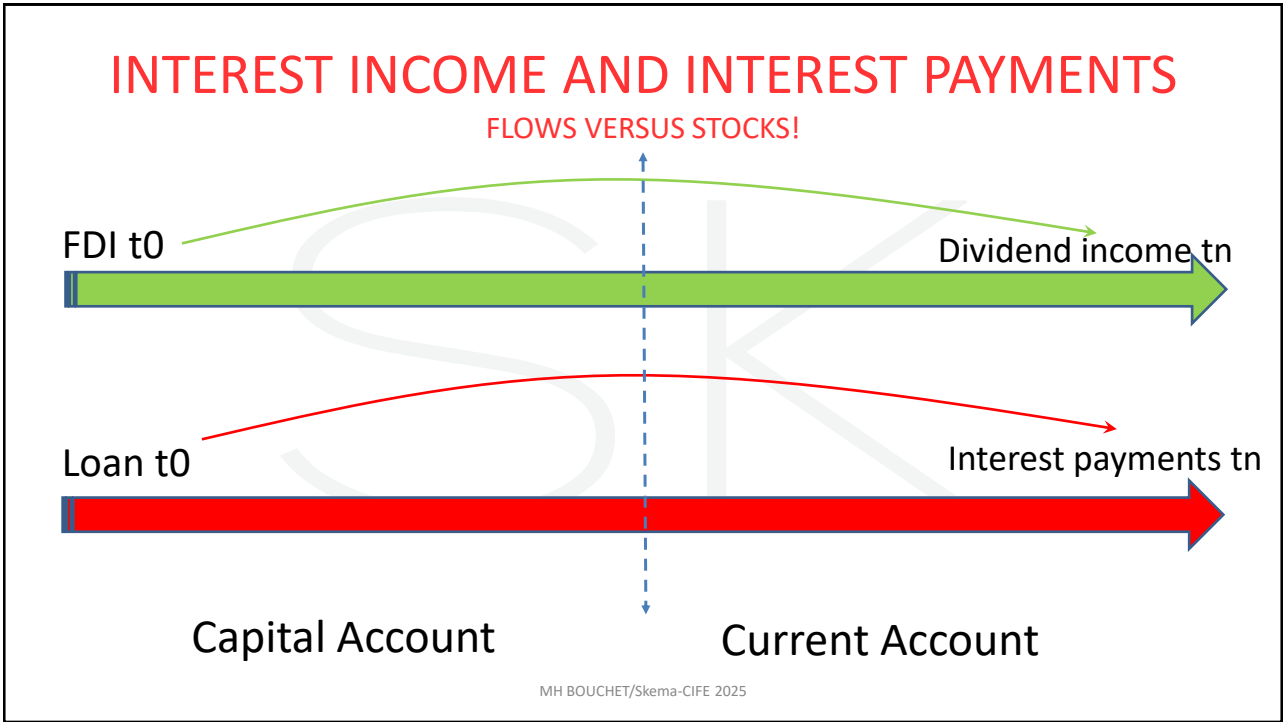 INTEREST INCOME AND INTEREST PAYMENTS
FLOWS VERSUS STOCKS!
FDI t0
Dividend income tn
Loan t0
Interest payments tn
Capital Account
Current Account
MH BOUCHET/Skema-CIFE 2025
SK